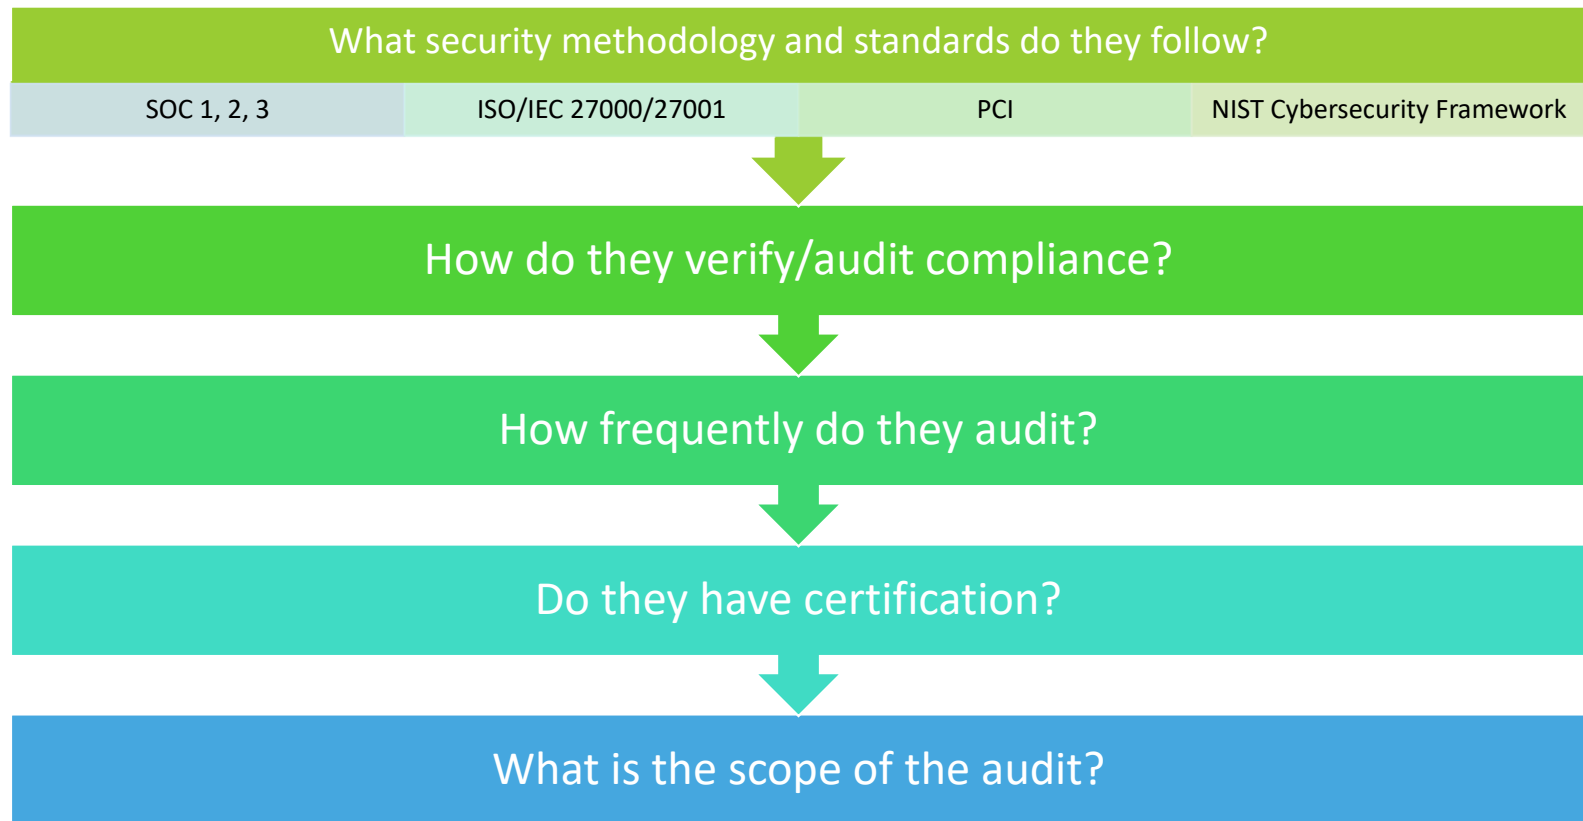 What security methodology and standards do they follow?
SOC 1, 2, 3
ISO/IEC 27000/27001
PCI
NIST Cybersecurity Framework
How do they verify/audit compliance?
How frequently do they audit?
Do they have certification?
What is the scope of the audit?